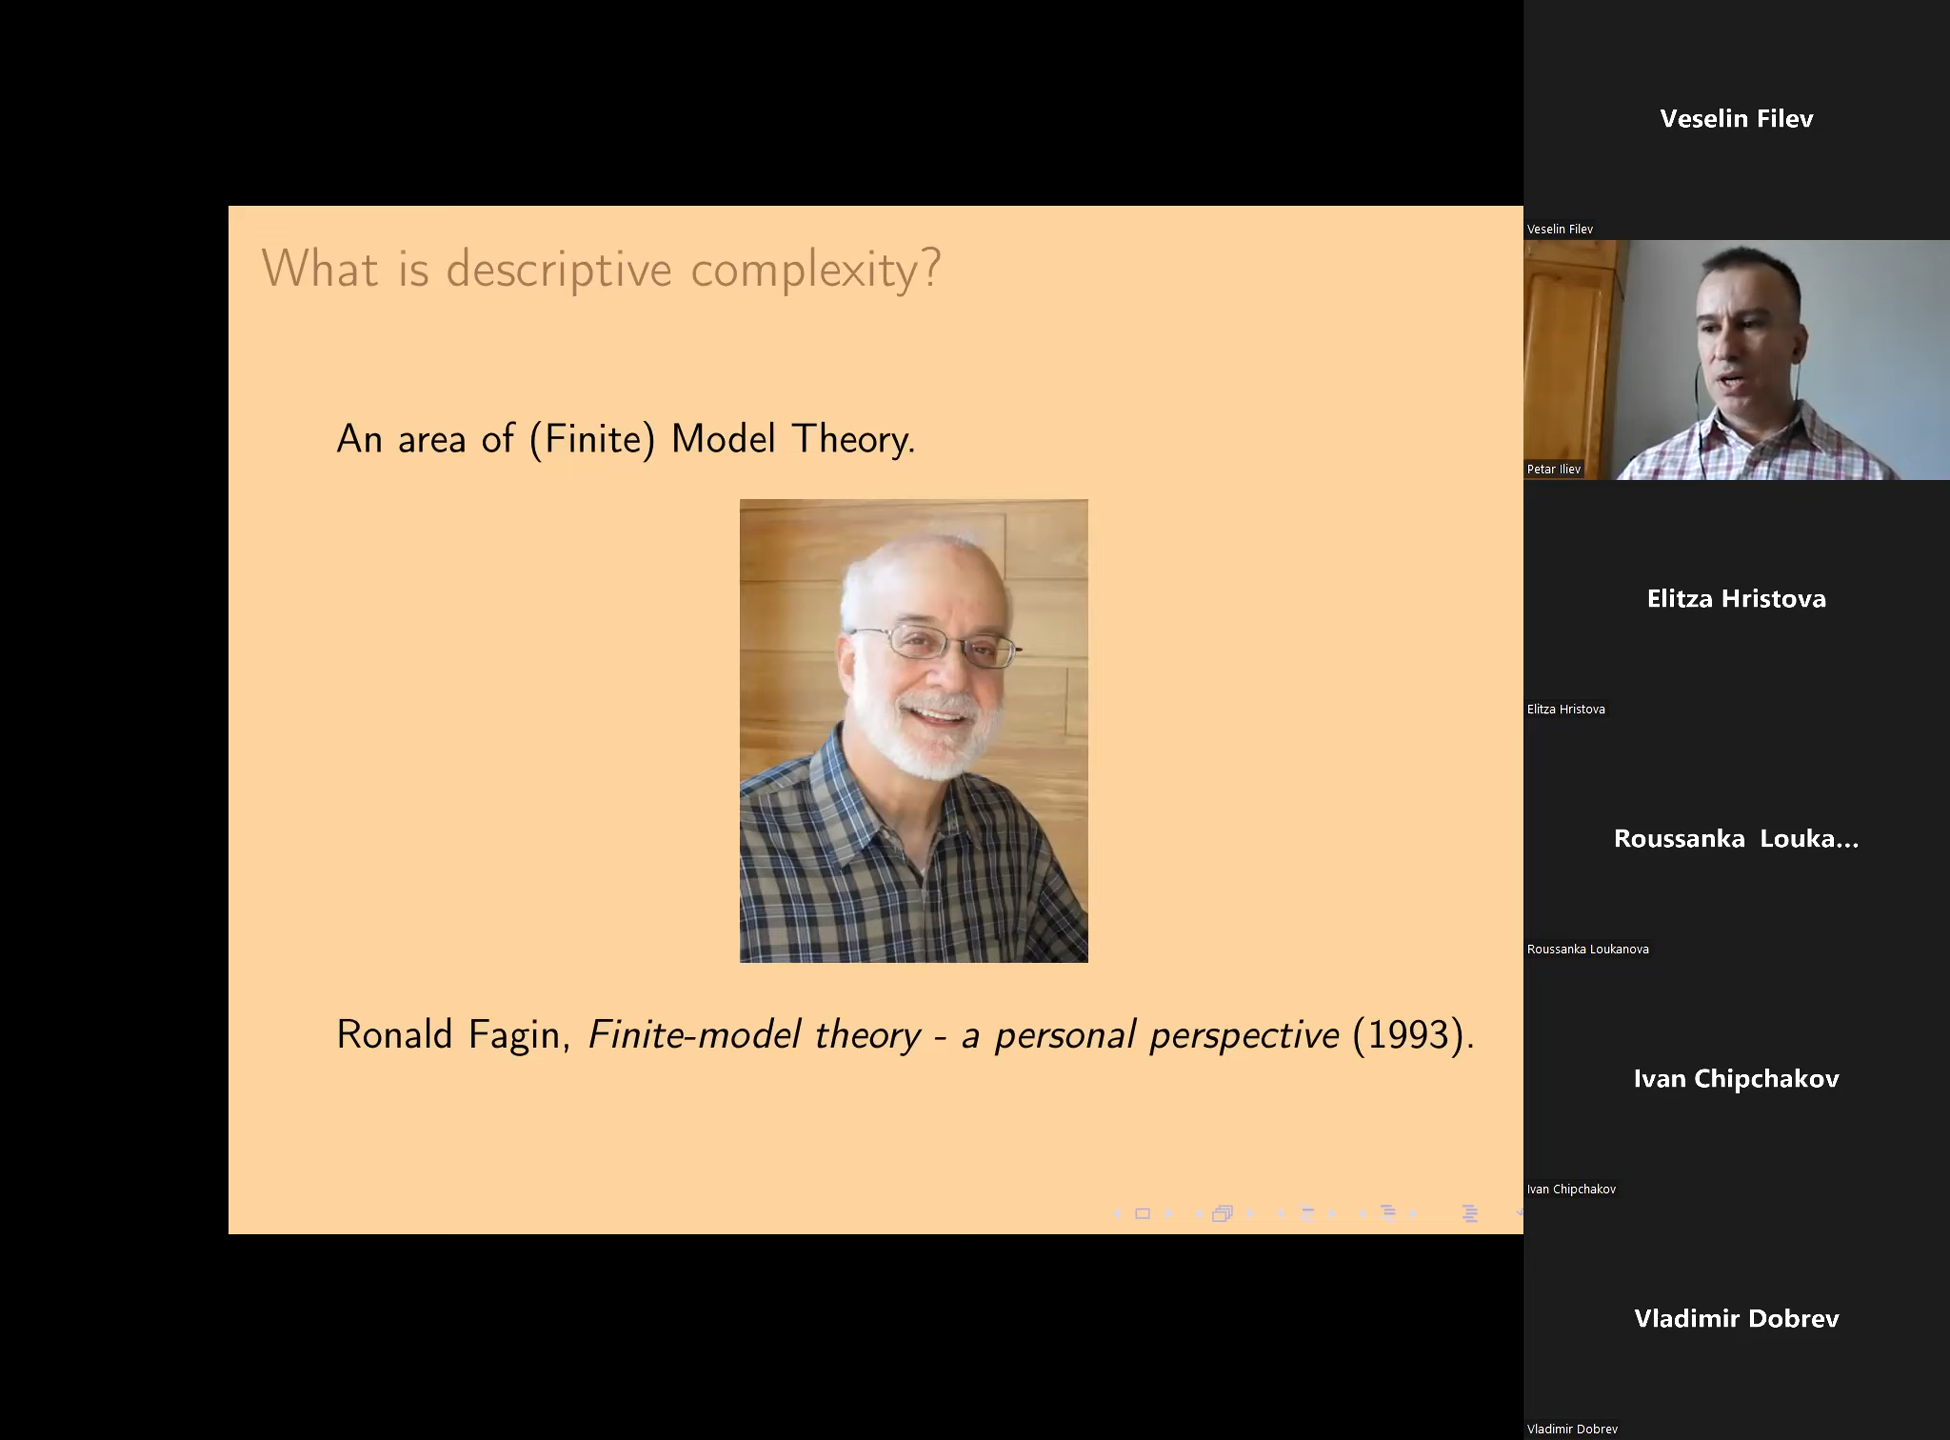 What is descriptive complexity?
An area of (Finite) Model Theory.
Ronald Fagin, Finite-model theory - a personal perspective (1993).
Veselin Filev
Veselin Filev
Petar Iliev
Elitza Hristova
Elitza Hristova
Roussanka Louka...
Roussanka Loukanova
Ivan Chipchakov
Ivan Chipchakov
Vladimir Dobrev
Vladimir Dobrev